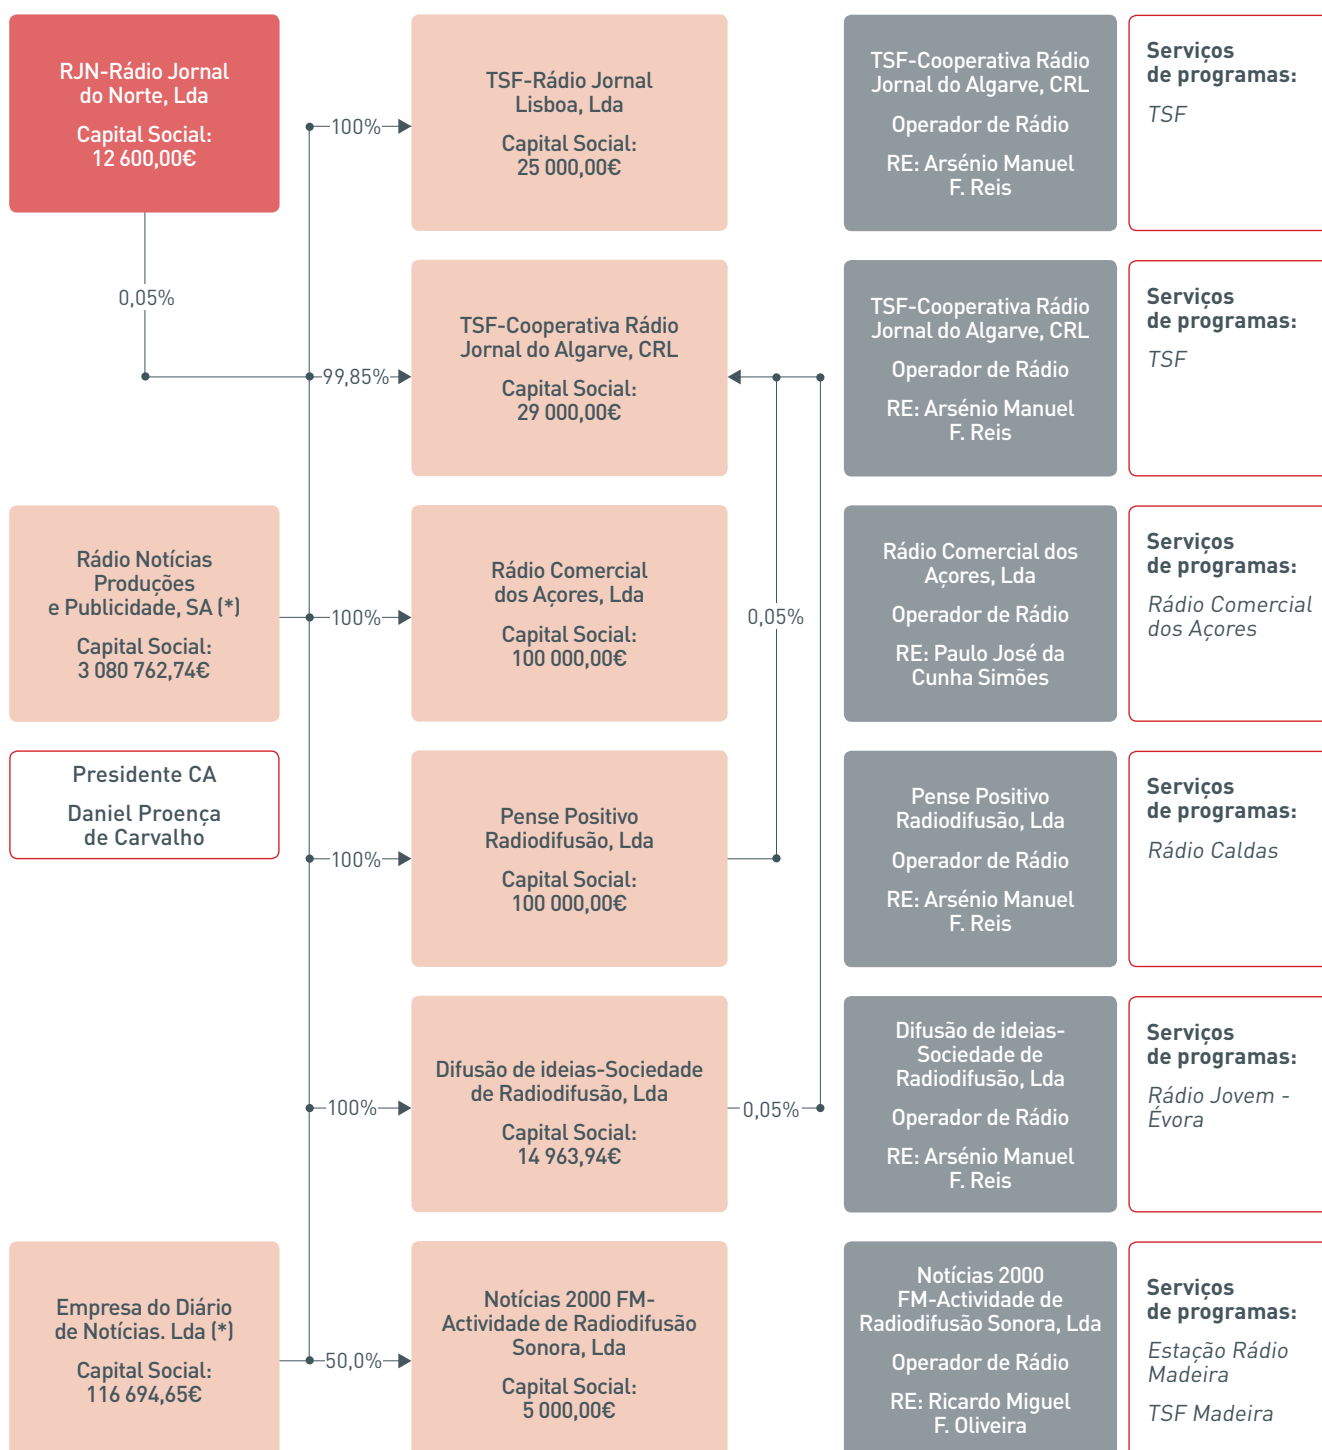 RJN-Rádio Jornal
do Norte, Lda
Capital Social:
12 600,00€
0,05%
100%
TSF-Rádio Jornal
Lisboa, Lda
Capital Social:
25 000,00€
TSF-Cooperativa Rádio
Jornal do Algarve, CRL
Operador de Rádio
RE: Arsénio Manuel
F. Reis
Serviços
de programas:
TSF
99,85%
TSF-Cooperativa Rádio
Jornal do Algarve, CRL
Capital Social:
29 000,00€
TSF-Cooperativa Rádio
Jornal do Algarve, CRL
Operador de Rádio
RE: Arsénio Manuel
F. Reis
Serviços
de programas:
TSF
Rádio Notícias
Produções
e Publicidade, SA (*)
Capital Social:
3 080 762,74€
100%
Rádio Comercial
dos Açores, Lda
Capital Social:
100 000,00€
0,05%
Rádio Comercial dos
Açores, Lda
Operador de Rádio
RE: Paulo José da
Cunha Simões
Serviços
de programas:
Rádio Comercial
dos Açores
Presidente CA
Daniel Proença
de Carvalho
100%
Pense Positivo
Radiodifusão, Lda
Capital Social:
100 000,00€
Pense Positivo
Radiodifusão, Lda
Operador de Rádio
RE: Arsénio Manuel
F. Reis
Serviços
de programas:
Rádio Caldas
100%
Difusão de ideias-Sociedade
de Radiodifusão, Lda
Capital Social:
14 963,94€
0,05%
Difusão de ideias-
Sociedade de
Radiodifusão, Lda
Operador de Rádio
RE: Arsénio Manuel
F. Reis
Serviços
de programas:
Rádio Jovem -
Évora
Empresa do Diário
de Notícias. Lda (*)
Capital Social:
116 694,65€
50,0%
Notícias 2000 FM-
Actividade de Radiodifusão
Sonora, Lda
Capital Social:
5 000,00€
Notícias 2000
FM-Actividade de
Radiodifusão Sonora, Lda
Operador de Rádio
RE: Ricardo Miguel
F. Oliveira
Serviços
de programas:
Estação Rádio
Madeira
TSF Madeira